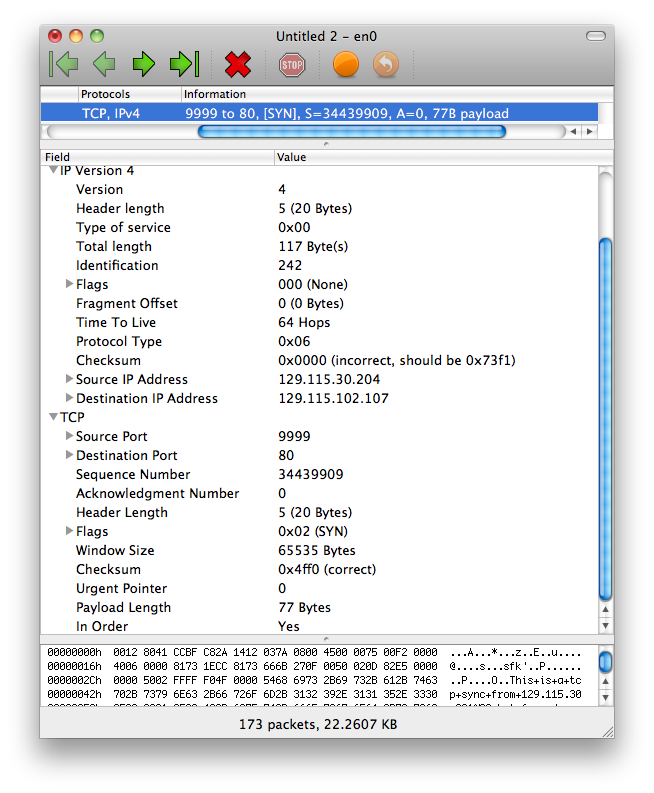 Untitled 2 – en0
STOP
Protocols Information
TCP, IPv4 9999 to 80, [SYN], S=34439909, A=0, 77B payload
Field Value
IP Version 4
Version 4
Header length 5 (20 Bytes)
Type of service 0x00
Total length 117 Byte(s)
Identification 242
Flags 000 (None)
Fragment Offset 0 (0 Bytes)
Time To Live 64 Hops
Protocol Type 0x06
Checksum 0x0000 (incorrect, should be 0x73f1)
Source IP Address 129.115.30.204
Destination IP Address 129.115.102.107
TCP
Source Port 9999
Destination Port 80
Sequence Number 34439909
Acknowledgment Number 0
Header Length 5 (20 Bytes)
Flags 0x02 (SYN)
Window Size 65535 Bytes
Checksum 0x4ff0 (correct)
Urgent Pointer 0
Payload Length 77 Bytes
In Order Yes
00000000h 0012 8041 CCBF C82A 1412 037A 0800 4500 0075 00F2 0000 ...A...*...z..E..u....
00000016h 4006 0000 8173 1ECC 8173 666B 270F 0050 020D 82E5 0000 @....s...sfk'..P......
0000002Ch 0000 5002 FFFF F04F 0000 5468 6973 2B69 732B 612B 7463 ..P....O..This+is+a+tc
00000042h 702B 7379 6E63 2B66 726F 6D2B 3132 392E 3131 352E 3330 p+sync+from+129.115.30
173 packets, 22.2607 KB